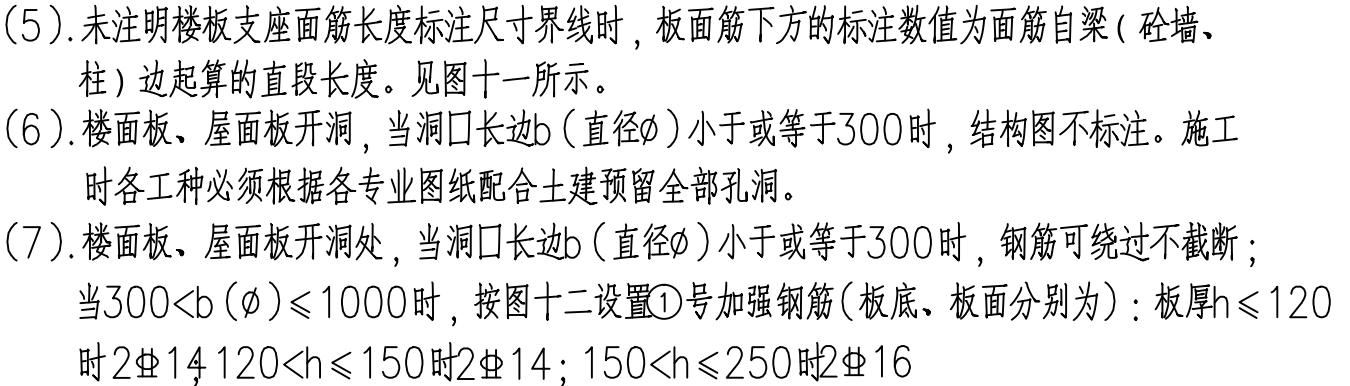 (5).未注明楼板支座面筋长度标注尺寸界线时，板面筋下方的标注数值为面筋自梁(砼墙、
柱)边起算的直段长度。见图十一所示。
(6).楼面板、屋面板开洞，当洞口长边b(直径ø)小于或等于300时，结构图不标注。施工
时各工种必须根据各专业图纸配合土建预留全部孔洞。
(7).楼面板、屋面板开洞处，当洞口长边b(直径ø)小于或等于300时，钢筋可绕过不截断；
当300<b(ø)≤1000时，按图十二设置①号加强钢筋(板底、板面分别为)：板厚h≤120
时2⌽14；120<h≤150时2⌽14；150<h≤250时2⌽16